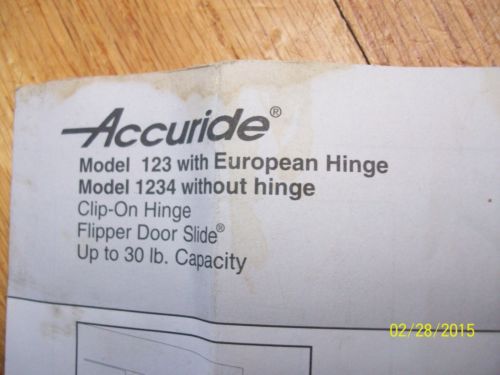 Accuride®
Model 123 with European Hinge
Model 1234 without hinge
Clip-On Hinge
Flipper Door Slide®
Up to 30 lb. Capacity
02/28/2015